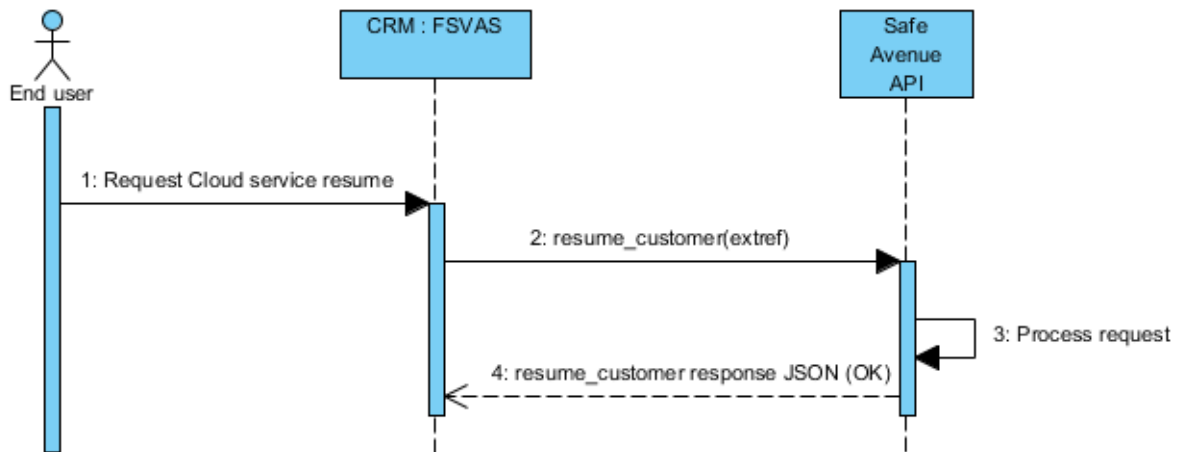 CRM : FSVAS
Safe
Avenue
API
End user
1: Request Cloud service resume
2: resume_customer(extref)
3: Process request
4: resume_customer response JSON (OK)